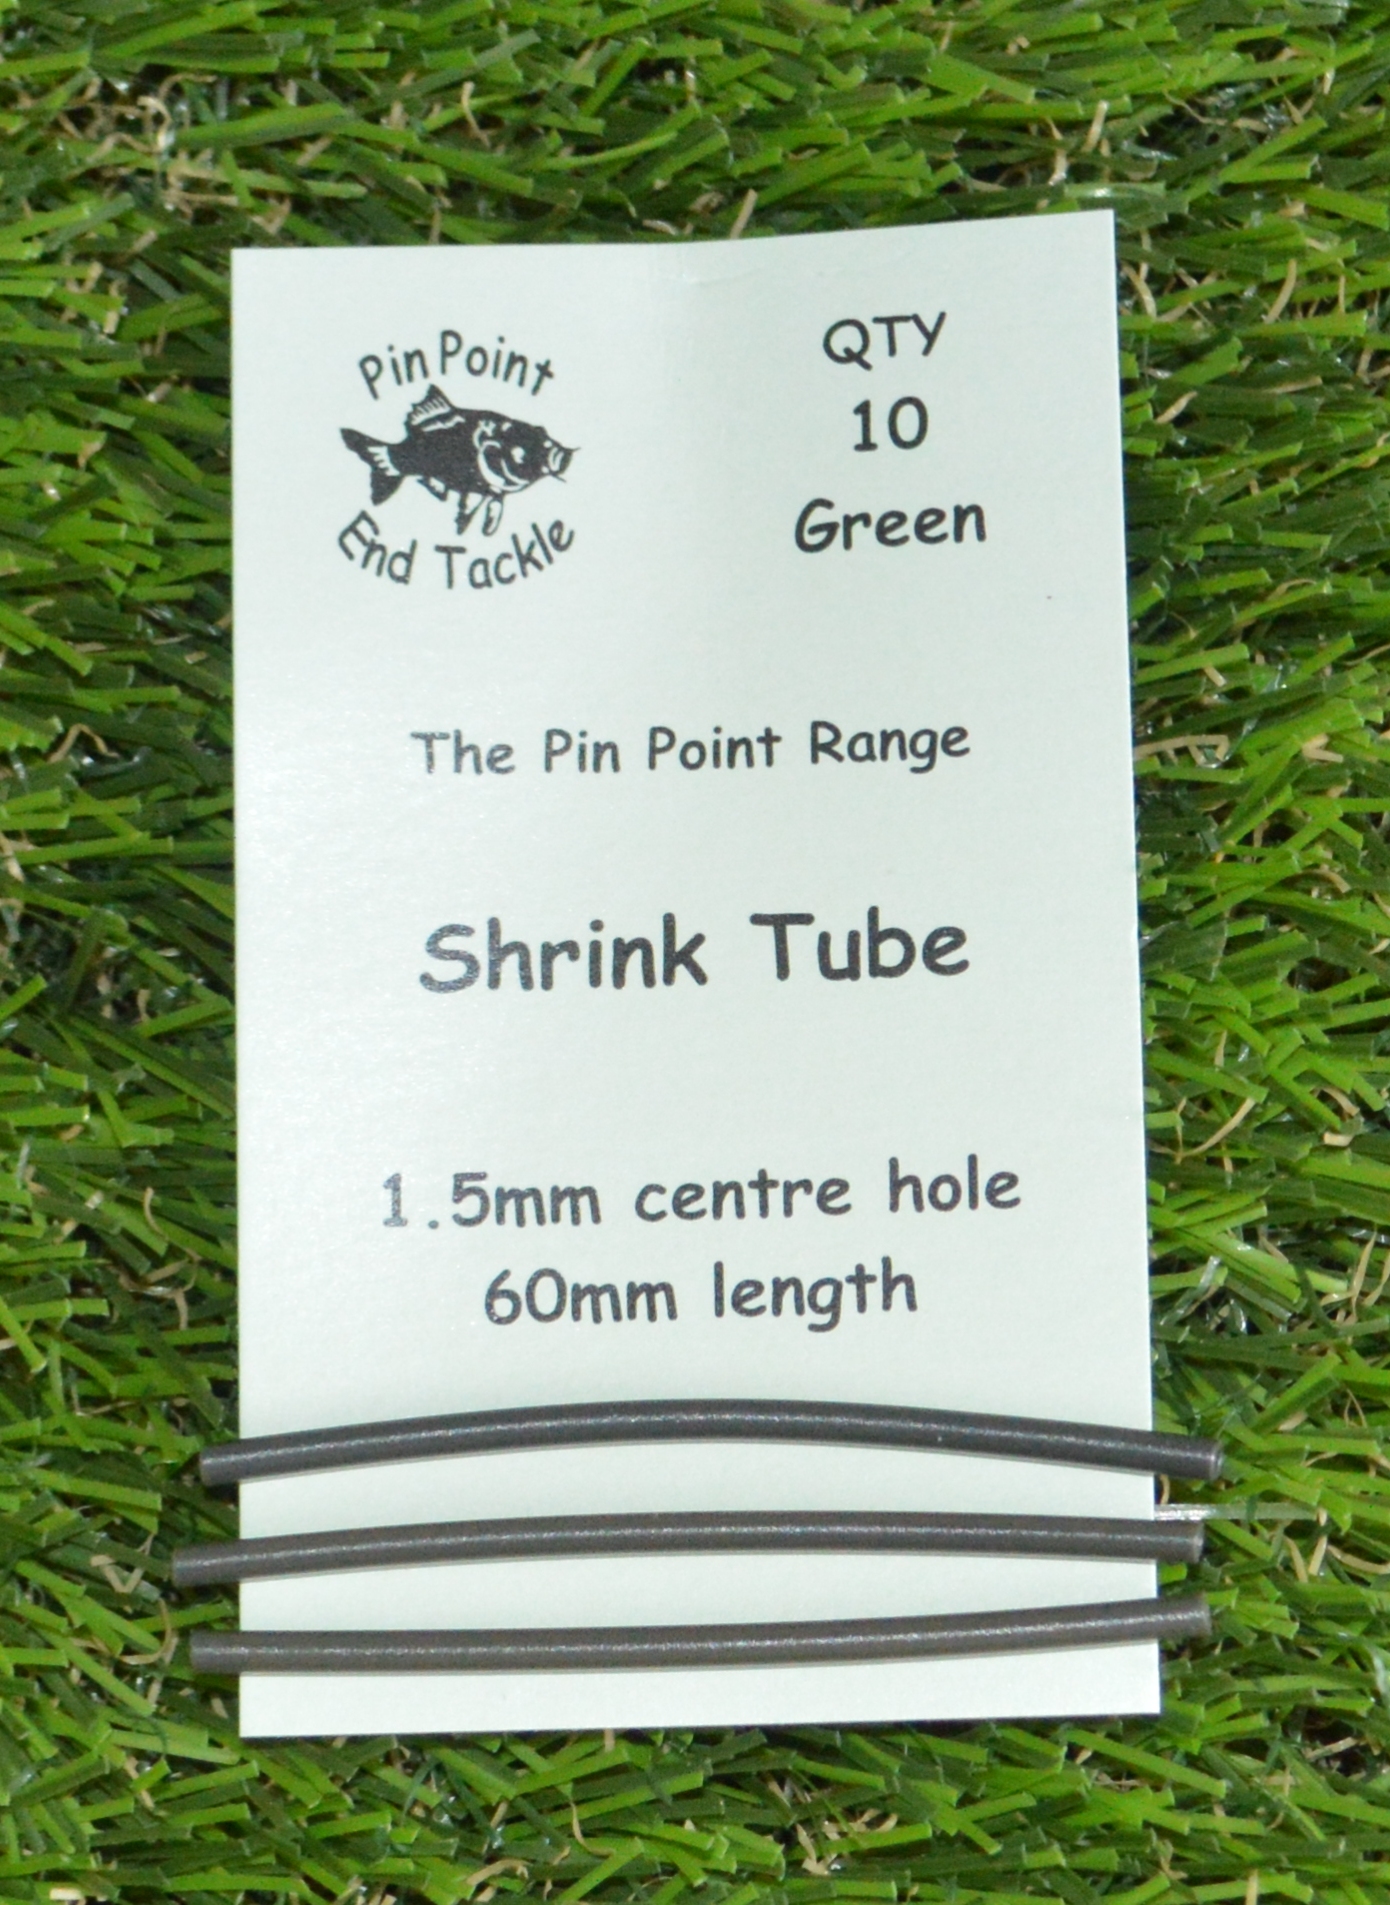 Pin Point
End Tackle
QTY
10
Green
The Pin Point Range
Shrink Tube
1.5mm centre hole
60mm length